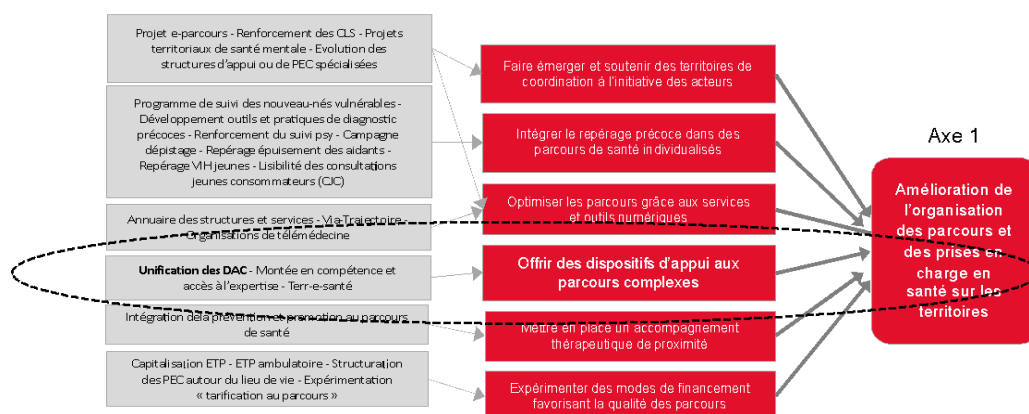 Projet e-parcours - Renforcement des CLS - Projets
territoriaux de santé mentale - Evolution des
structures d'appui ou de PEC spécialisées
Faire émerger et soutenir des territoires de
coordination à l'initiative des acteurs
Programme de suivi des nouveau-nés vulnérables -
Développement outils et pratiques de diagnostic
précoces - Renforcement du suivi psy - Campagne
dépistage - Repérage épuisement des aidants -
Repérage VIH jeunes - Lisibilité des consultations
jeunes consommateurs (CJC)
Intégrer le repérage précoce dans des
parcours de santé individualisés
Axe 1
Amélioration de
l'organisation
des parcours et
des prises en
charge en
santé sur les
territoires
Annuaire des structures et services - Via-Trajectoire -
Organisations de télémédecine
Optimiser les parcours grâce aux services
et outils numériques
Unification des DAC - Montée en compétence et
accès à l'expertise - Terr-e-santé
Offrir des dispositifs d'appui aux
parcours complexes
Intégration de la prévention et promotion au parcours
de santé
Mettre en place un accompagnement
thérapeutique de proximité
Capitalisation ETP - ETP ambulatoire - Structuration
des PEC autour du lieu de vie - Expérimentation
« tarification au parcours »
Expérimenter des modes de financement
favorisant la qualité des parcours